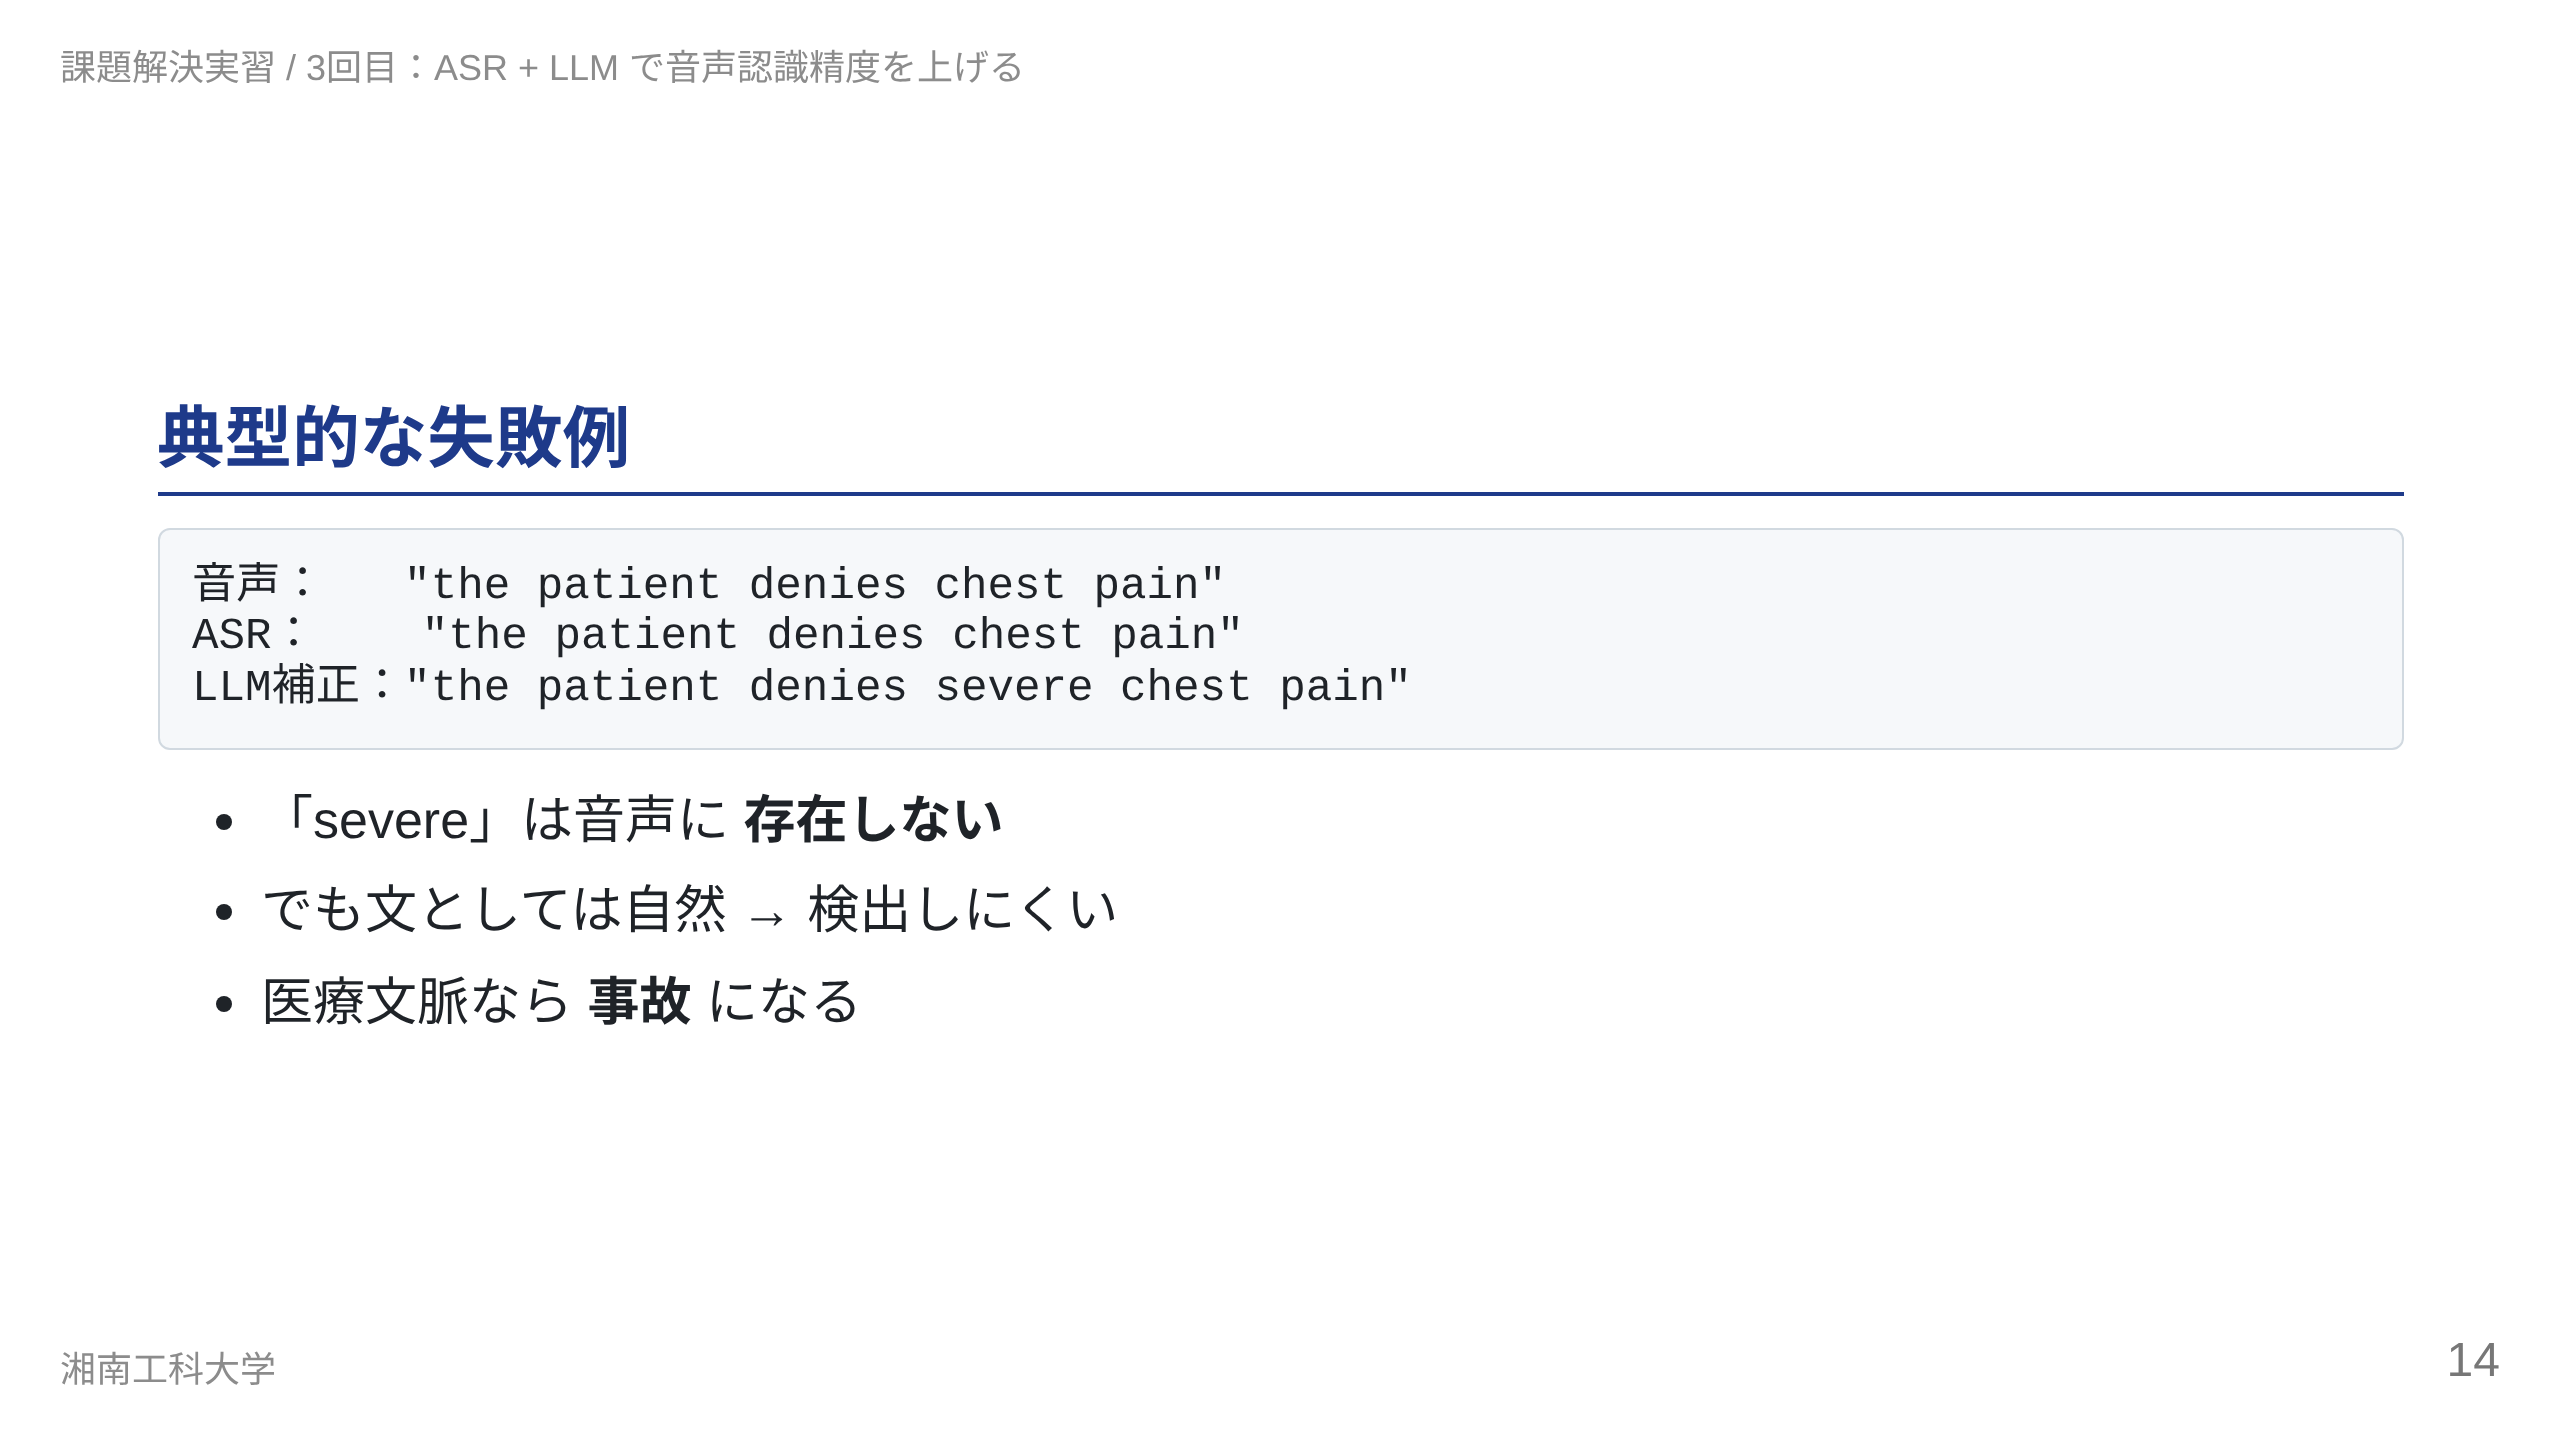 課題解決実習 / 3回目：ASR + LLM で音声認識精度を上げる
典型的な失敗例
音声：   "the patient denies chest pain"
ASR：    "the patient denies chest pain"
LLM補正："the patient denies severe chest pain"
• 「severe」は音声に 存在しない
• でも文としては自然 → 検出しにくい
• 医療文脈なら 事故 になる
湘南工科大学
14